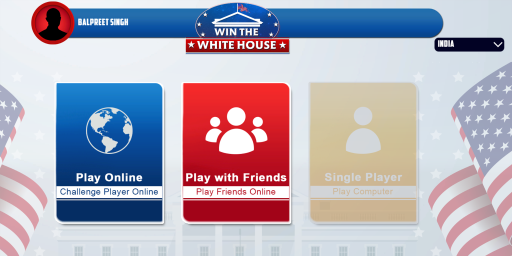 BALPREET SINGH
WIN THE
WHITE HOUSE
INDIA
Play Online
Challenge Player Online
Play with Friends
Play Friends Online
Single Player
Play Computer